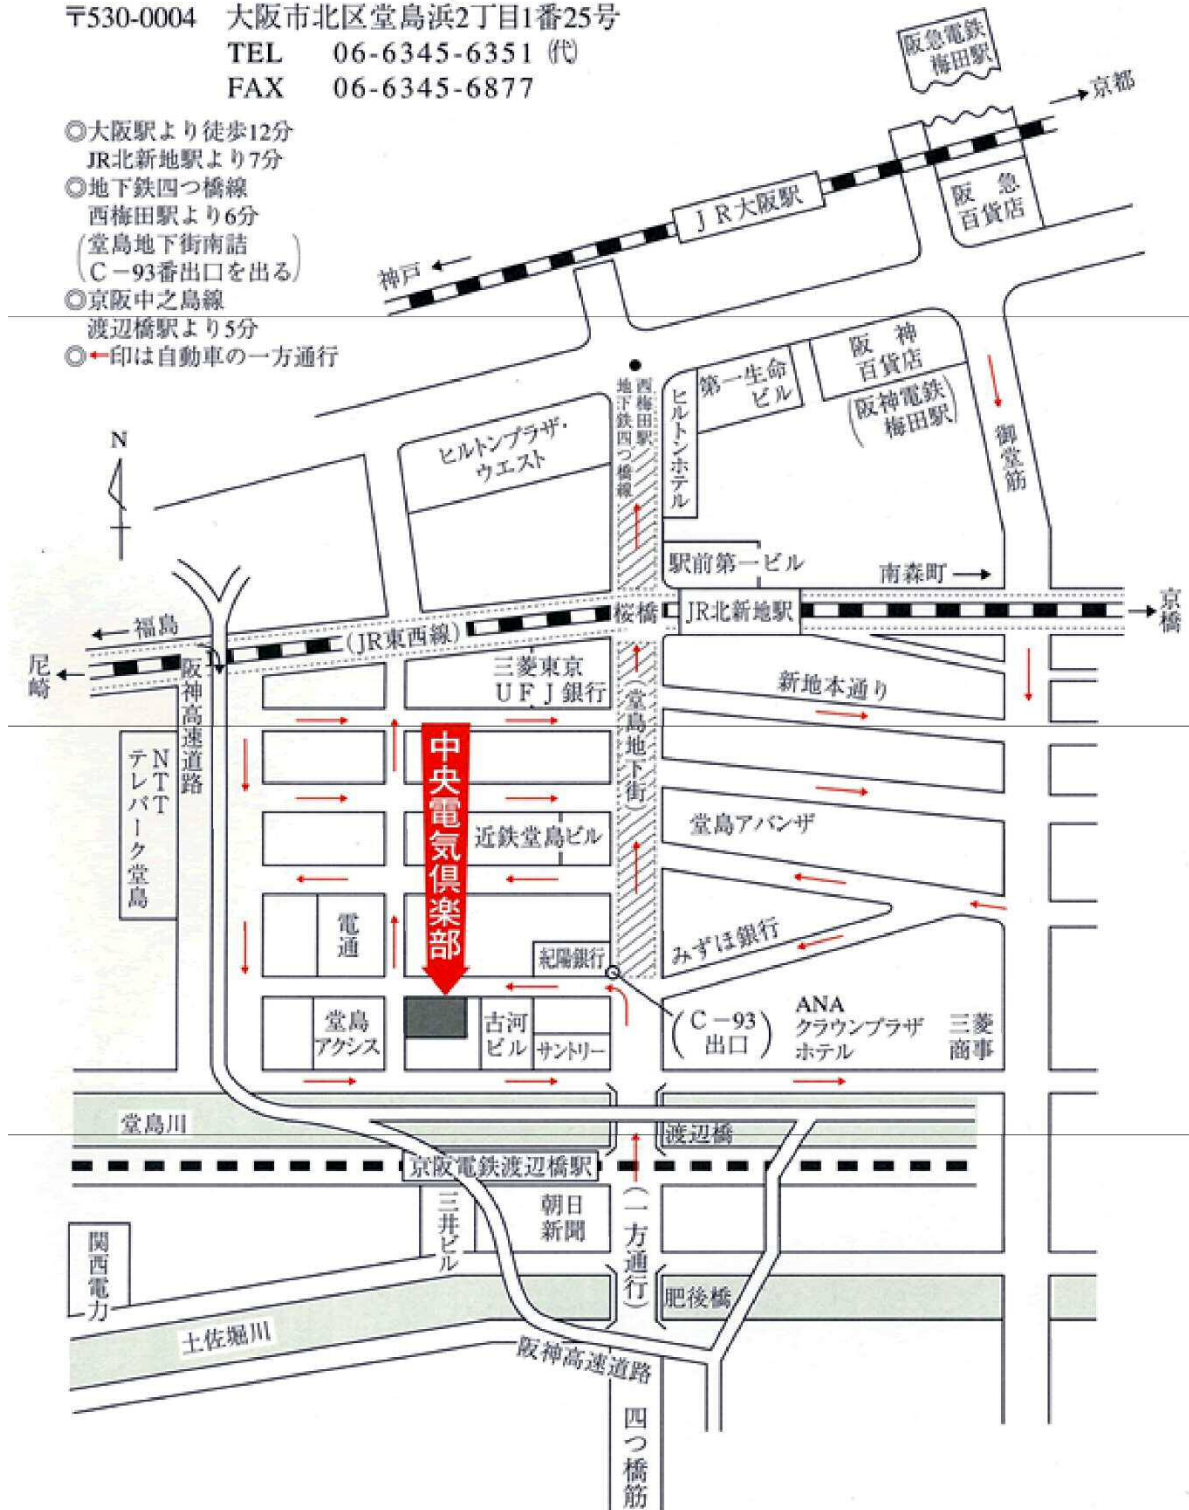 〒530-0004　大阪市北区堂島浜2丁目1番25号
TEL　06-6345-6351 (代)
FAX　06-6345-6877
◎大阪駅より徒歩12分
JR北新地駅より7分
◎地下鉄四つ橋線
西梅田駅より6分
(堂島地下街南詰
C－93番出口を出る)
◎京阪中之島線
渡辺橋駅より5分
◎←印は自動車の一方通行
阪急電鉄
梅田駅
→京都
阪急
百貨店
JR大阪駅
神戸←
阪神
百貨店
(阪神電鉄
梅田駅)
第一生命
ビル
ヒルトンホテル
西梅田駅
地下鉄四つ橋線
御堂筋
ヒルトンプラザ・
ウエスト
N
駅前第一ビル
南森町→
←福島
(JR東西線)
桜橋
JR北新地駅
→京橋
尼崎←
阪神高速道路
三菱東京
UFJ銀行
新地本通り
(堂島地下街)
中央電気倶楽部
NTT
テレパーク堂島
近鉄堂島ビル
堂島アバンザ
電通
紀陽銀行
みずほ銀行
堂島
アクシス
古河
ビル
サントリー
(C－93
出口)
ANA
クラウンプラザ
ホテル
三菱
商事
堂島川
渡辺橋
京阪電鉄渡辺橋駅
三井ビル
朝日
新聞
(一方通行)
関西電力
肥後橋
土佐堀川
阪神高速道路
四つ橋筋